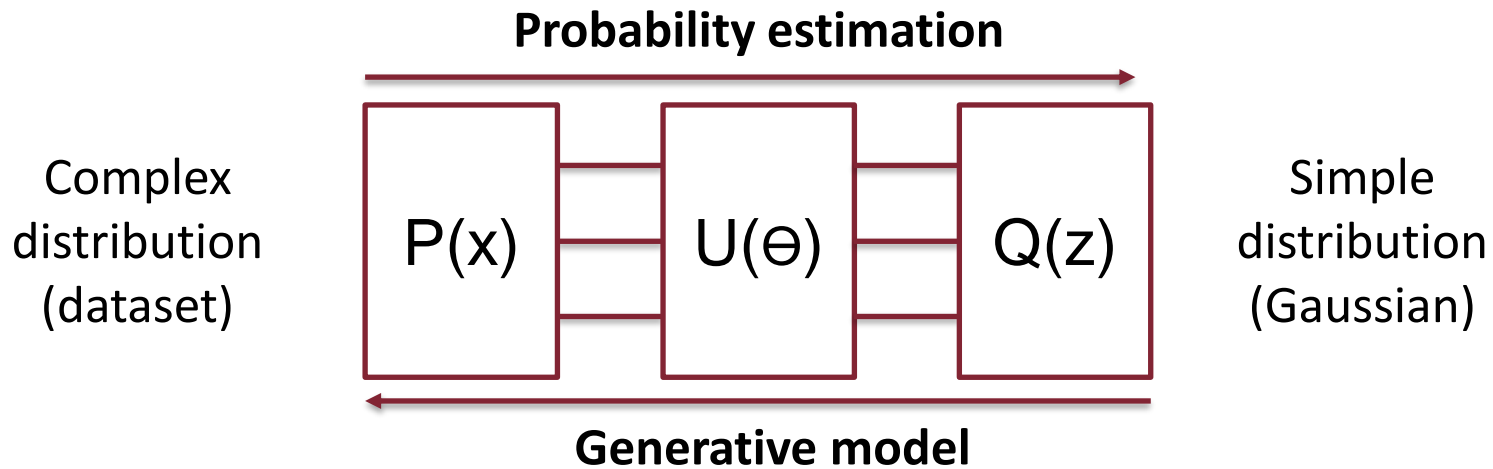 Probability estimation
Complex
distribution
(dataset)
P(x)
U(ϴ)
Q(z)
Simple
distribution
(Gaussian)
Generative model